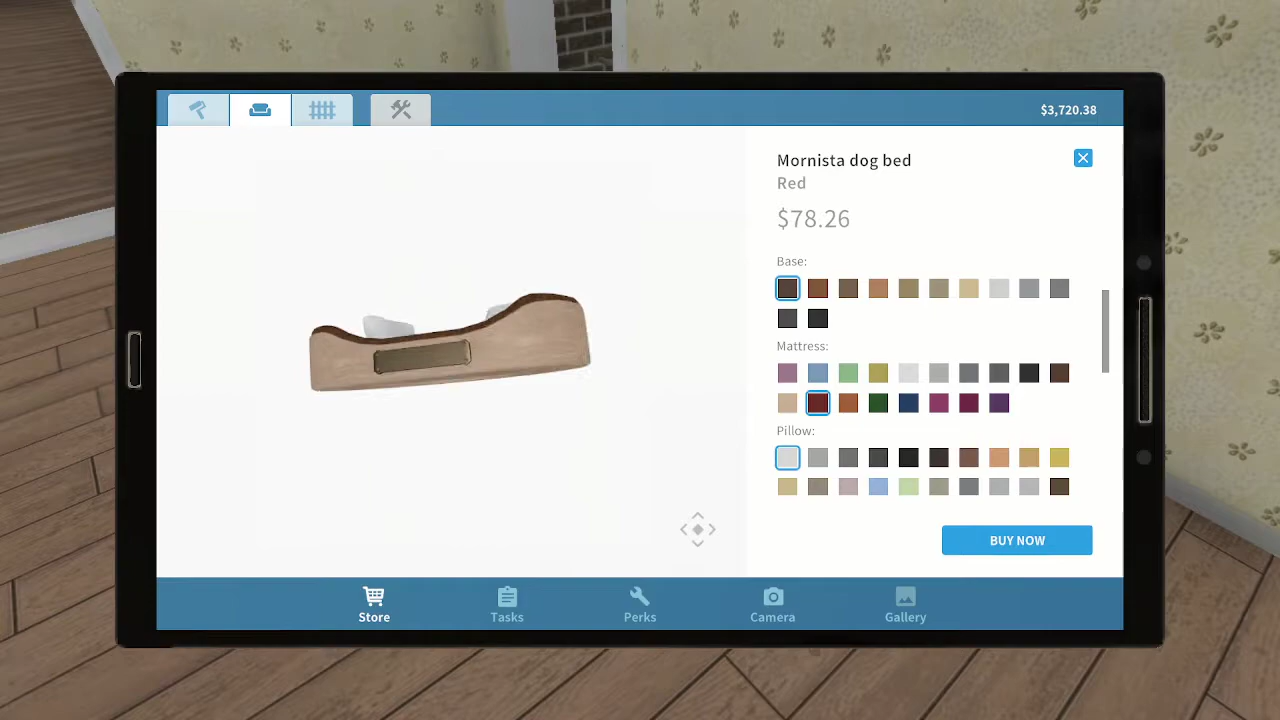 $3,720.38
Mornista dog bed
Red
$78.26
Base:
Mattress:
Pillow:
BUY NOW
Store
Tasks
Perks
Camera
Gallery